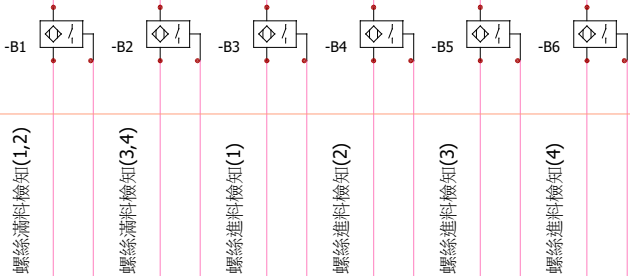 -B1
-B2
-B3
-B4
-B5
-B6
螺絲滿料檢知(1,2)
螺絲滿料檢知(3,4)
螺絲進料檢知(1)
螺絲進料檢知(2)
螺絲進料檢知(3)
螺絲進料檢知(4)